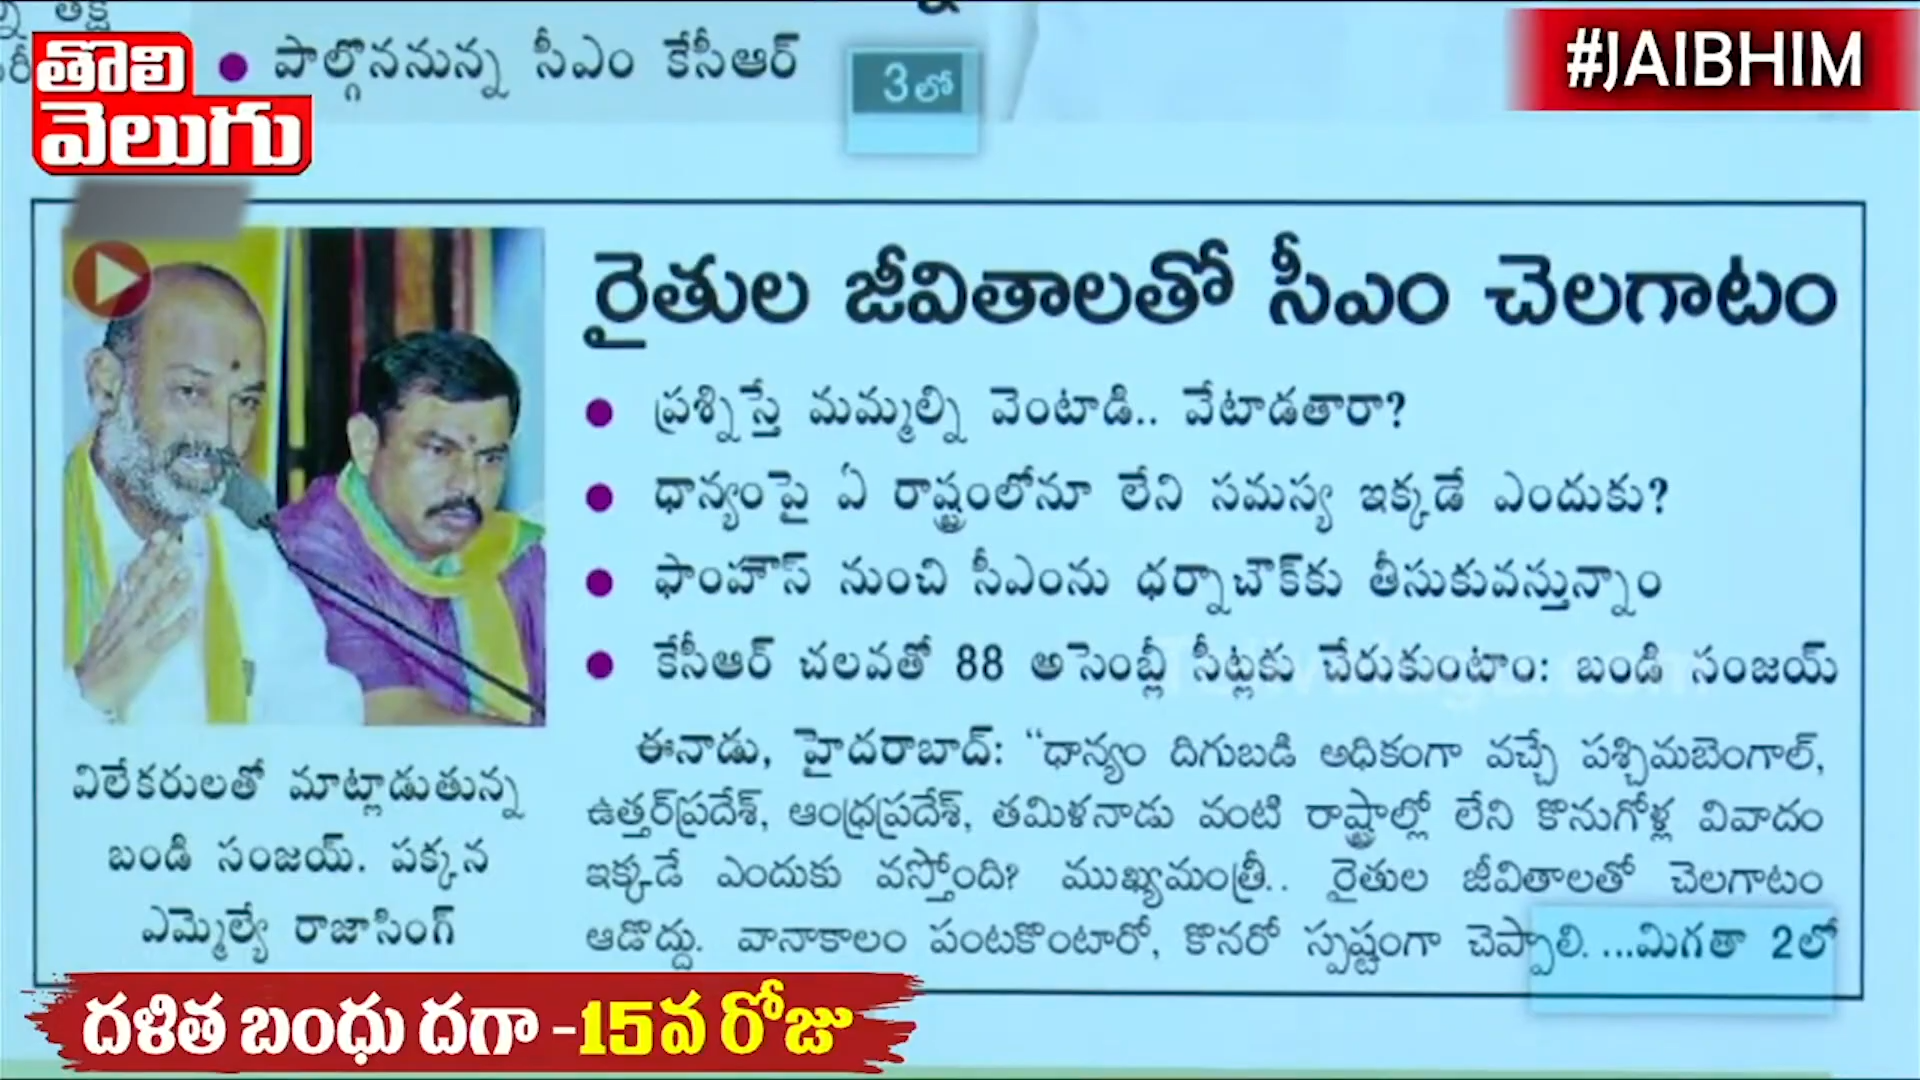 తొలి
వెలుగు
పాల్గొననున్న సీఎం కేసీఆర్
3లో
#JAIBHIM
రైతుల జీవితాలతో సీఎం చెలగాటం
ప్రశ్నిస్తే మమ్మల్ని వెంటాడి.. వేటాడతారా?
ధాన్యంపై ఏ రాష్ట్రంలోనూ లేని సమస్య ఇక్కడే ఎందుకు?
ఫాంహౌస్ నుంచి సీఎంను ధర్నాచౌక్‌కు తీసుకువస్తున్నాం
కేసీఆర్ చలవతో 88 అసెంబ్లీ సీట్లకు చేరుకుంటాం: బండి సంజయ్
ఈనాడు, హైదరాబాద్: “ధాన్యం దిగుబడి అధికంగా వచ్చే పశ్చిమబెంగాల్,
ఉత్తర్‌ప్రదేశ్, ఆంధ్రప్రదేశ్, తమిళనాడు వంటి రాష్ట్రాల్లో లేని కొనుగోళ్ల వివాదం
ఇక్కడే ఎందుకు వస్తోంది? ముఖ్యమంత్రీ.. రైతుల జీవితాలతో చెలగాటం
ఆడొద్దు. వానాకాలం పంటకొంటారో, కొనరో స్పష్టంగా చెప్పాలి. ...మిగతా 2లో
విలేకరులతో మాట్లాడుతున్న
బండి సంజయ్. పక్కన
ఎమ్మెల్యే రాజాసింగ్
దళిత బంధు దగా -15వ రోజు